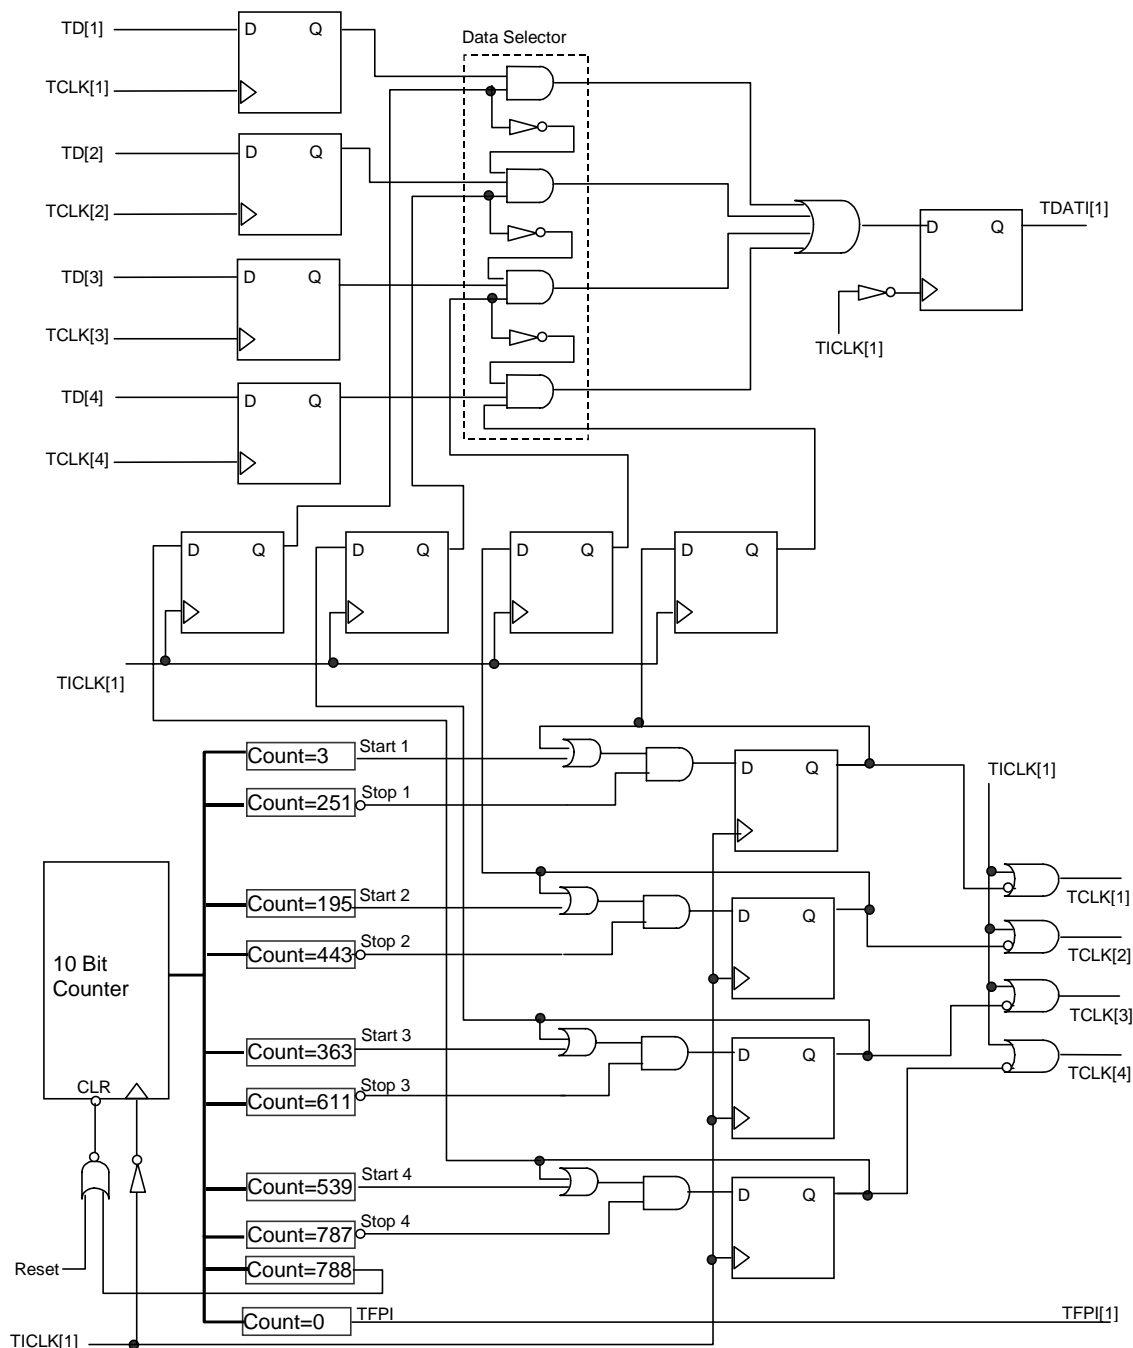 TD[1]
D Q
Data Selector
TCLK[1]
TD[2]
D Q
TCLK[2]
TDATI[1]
D Q
TD[3]
D Q
TCLK[3]
TICLK[1]
TD[4]
D Q
TCLK[4]
D Q
D Q
D Q
D Q
TICLK[1]
Count=3
Start 1
D Q
TICLK[1]
Count=251
Stop 1
TCLK[1]
Count=195
Start 2
D Q
Count=443
Stop 2
TCLK[2]
10 Bit
Counter
TCLK[3]
Count=363
Start 3
D Q
TCLK[4]
CLR
Count=611
Stop 3
Count=539
Start 4
D Q
Count=787
Stop 4
Reset
Count=788
Count=0
TFPI
TFPI[1]
TICLK[1]